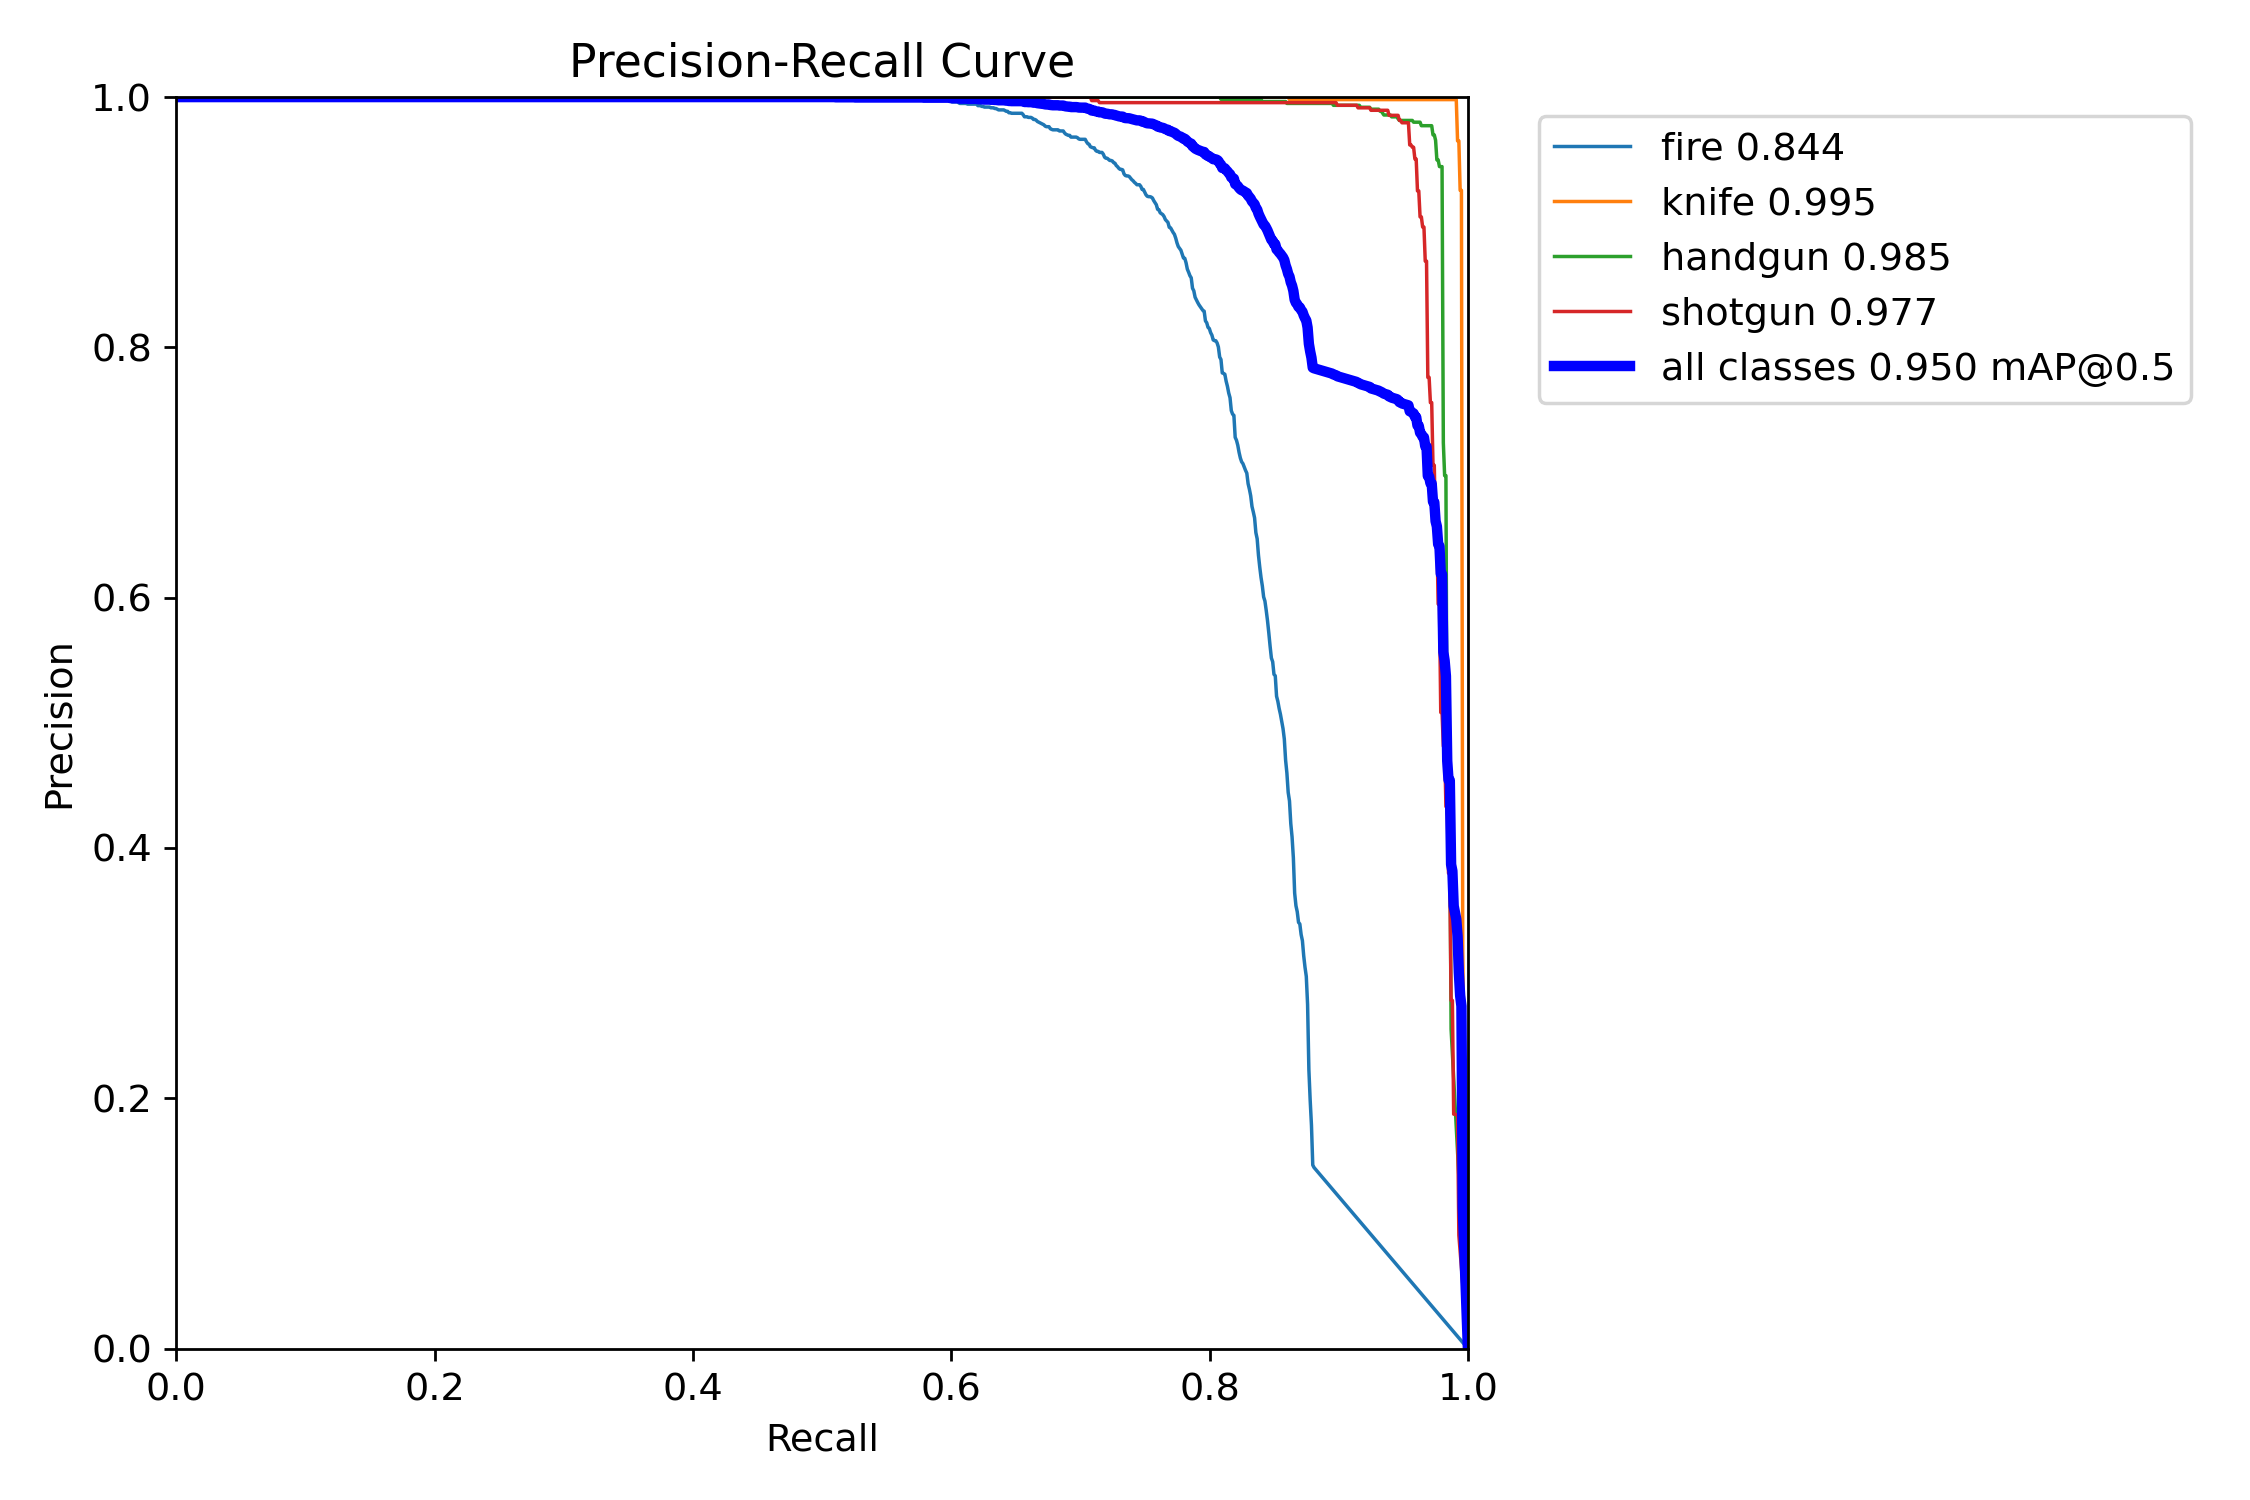 Precision-Recall Curve
1.0
0.8
0.6
0.4
0.2
0.0
Precision
0.0 0.2 0.4 0.6 0.8 1.0
Recall
fire 0.844
knife 0.995
handgun 0.985
shotgun 0.977
all classes 0.950 mAP@0.5